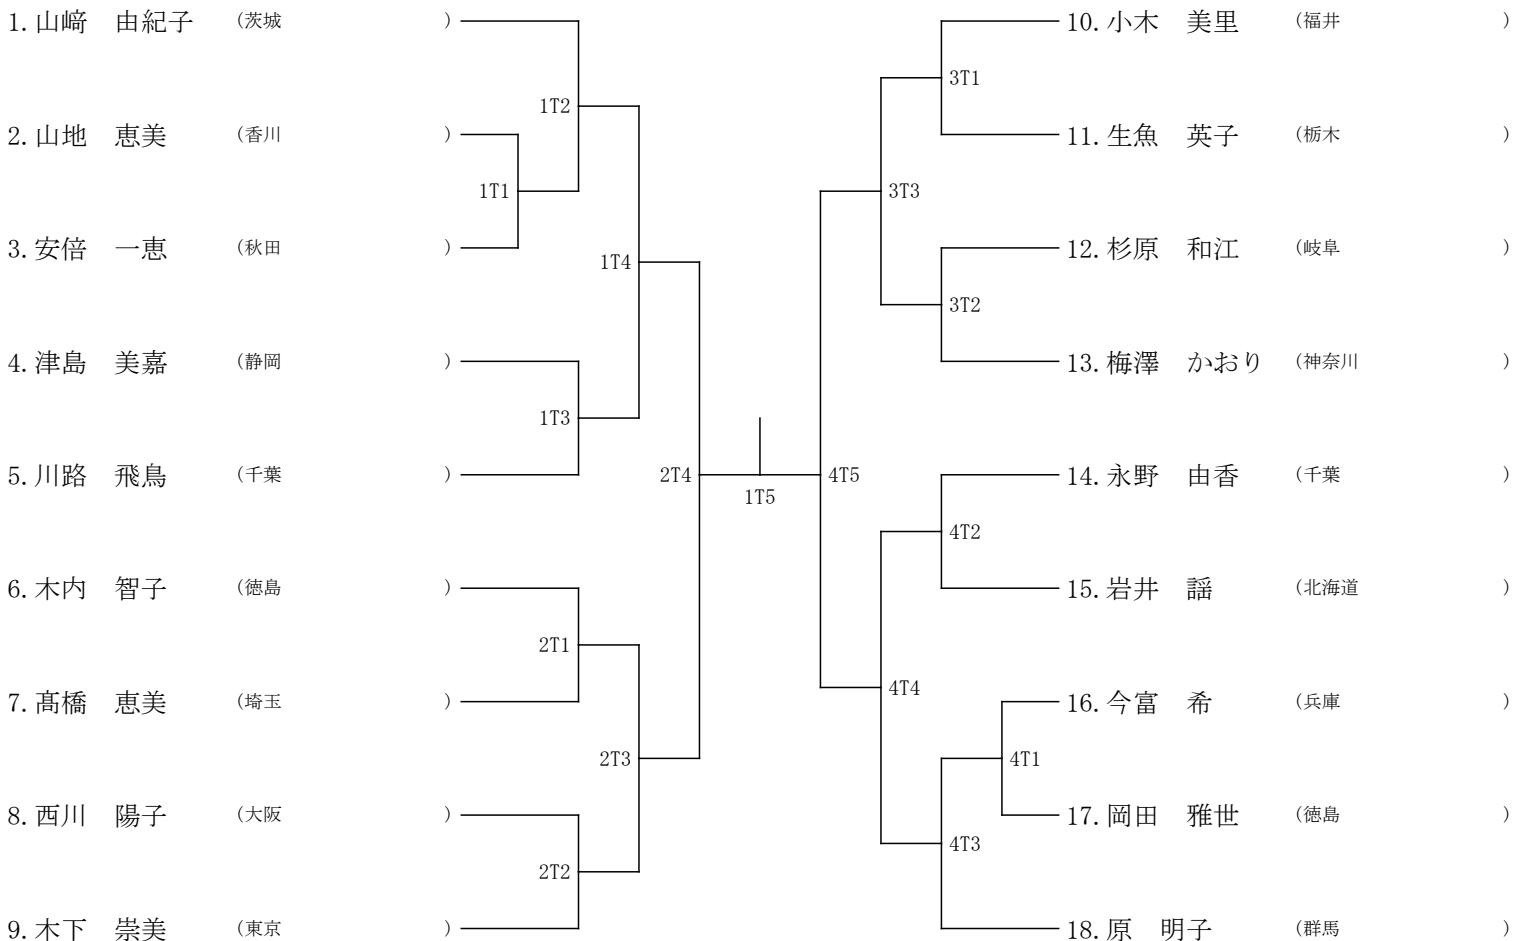 1. 山﨑　由紀子 （茨城　）
1T2
2. 山地　恵美 （香川　）
1T1
3. 安倍　一恵 （秋田　）
1T4
4. 津島　美嘉 （静岡　）
1T3
5. 川路　飛鳥 （千葉　）
2T4
1T5
6. 木内　智子 （徳島　）
2T1
7. 髙橋　恵美 （埼玉　）
2T3
8. 西川　陽子 （大阪　）
2T2
9. 木下　崇美 （東京　）
10. 小木　美里 （福井　）
3T1
11. 生魚　英子 （栃木　）
3T3
12. 杉原　和江 （岐阜　）
3T2
13. 梅澤　かおり （神奈川　）
4T5
14. 永野　由香 （千葉　）
4T2
15. 岩井　謡 （北海道　）
4T4
16. 今富　希 （兵庫　）
4T1
17. 岡田　雅世 （徳島　）
4T3
18. 原　明子 （群馬　）